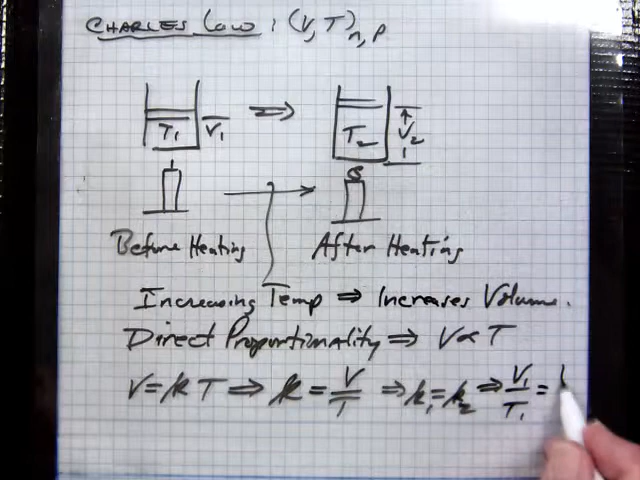 CHARLES LAW : (V, T)n, P
T₁ V₁ ⇒ T₂ V₂
Before Heating After Heating
Increasing Temp ⇒ Increases Volume.
Direct Proportionality ⇒ V ∝ T
V = k T ⇒ k = V/T ⇒ k₁ = k₂ ⇒ V₁/T₁ =